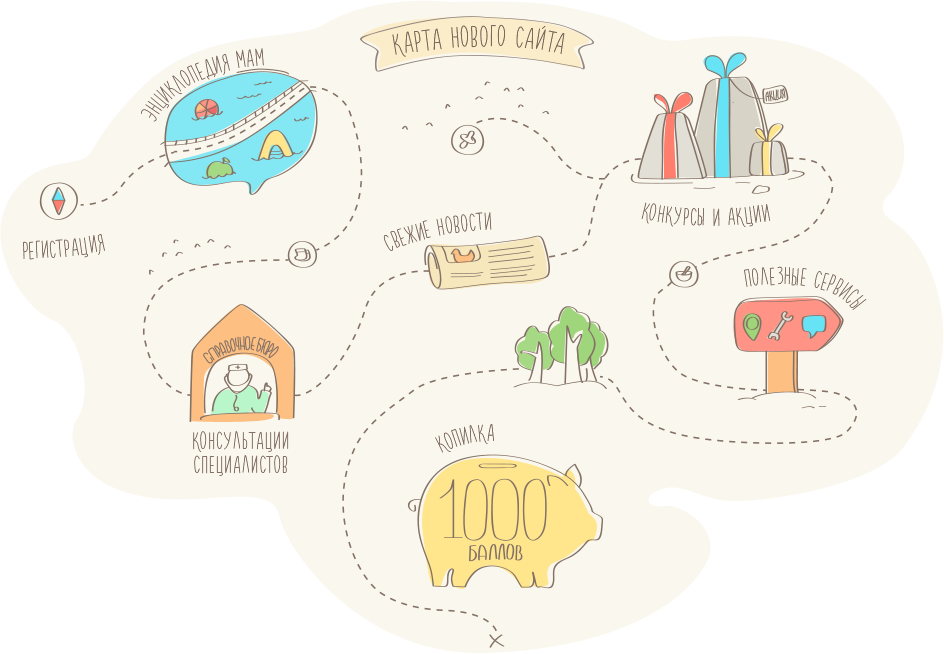 КАРТА НОВОГО САЙТА
ЭНЦИКЛОПЕДИЯ МАМ
АКЦИЯ
РЕГИСТРАЦИЯ
СВЕЖИЕ НОВОСТИ
КОНКУРСЫ И АКЦИИ
ПОЛЕЗНЫЕ СЕРВИСЫ
СПРАВОЧНОЕ БЮРО
КОНСУЛЬТАЦИИ
СПЕЦИАЛИСТОВ
КОПИЛКА
1000
БАЛЛОВ